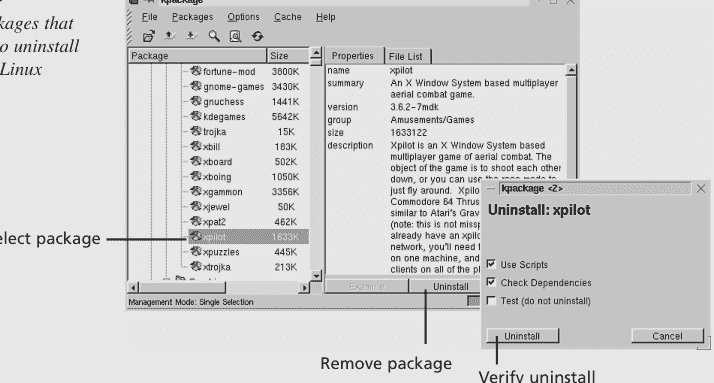 kages that
o uninstall
Linux
kpackage
File Packages Options Cache Help
Package Size
fortune-mod 3800K
gnome-games 3430K
gnuchess 1441K
kdegames 5642K
trojka 15K
xbill 183K
xboard 502K
xboing 1050K
xgammon 3356K
xjewel 50K
xpat2 462K
xpilot 1633K
xpuzzles 445K
xtrojka 213K
Management Mode: Single Selection
Properties File List
name xpilot
summary An X Window System based multiplayer
aerial combat game.
version 3.6.2-7mdk
group Amusements/Games
size 1633122
description Xpilot is an X Window System based
multiplayer game of aerial combat. The
object of the game is to shoot each other
down, or you can use the
just fly around. Xpilo
Commodore 64 Thrus
similar to Atari's Grav
(note: this is not missp
already have an xpilo
network, you'll need t
on one machine, and
clients on all of the pl
Examine Uninstall
kpackage <2>
Uninstall: xpilot
Use Scripts
Check Dependencies
Test (do not uninstall)
Uninstall Cancel
elect package
Remove package
Verify uninstall